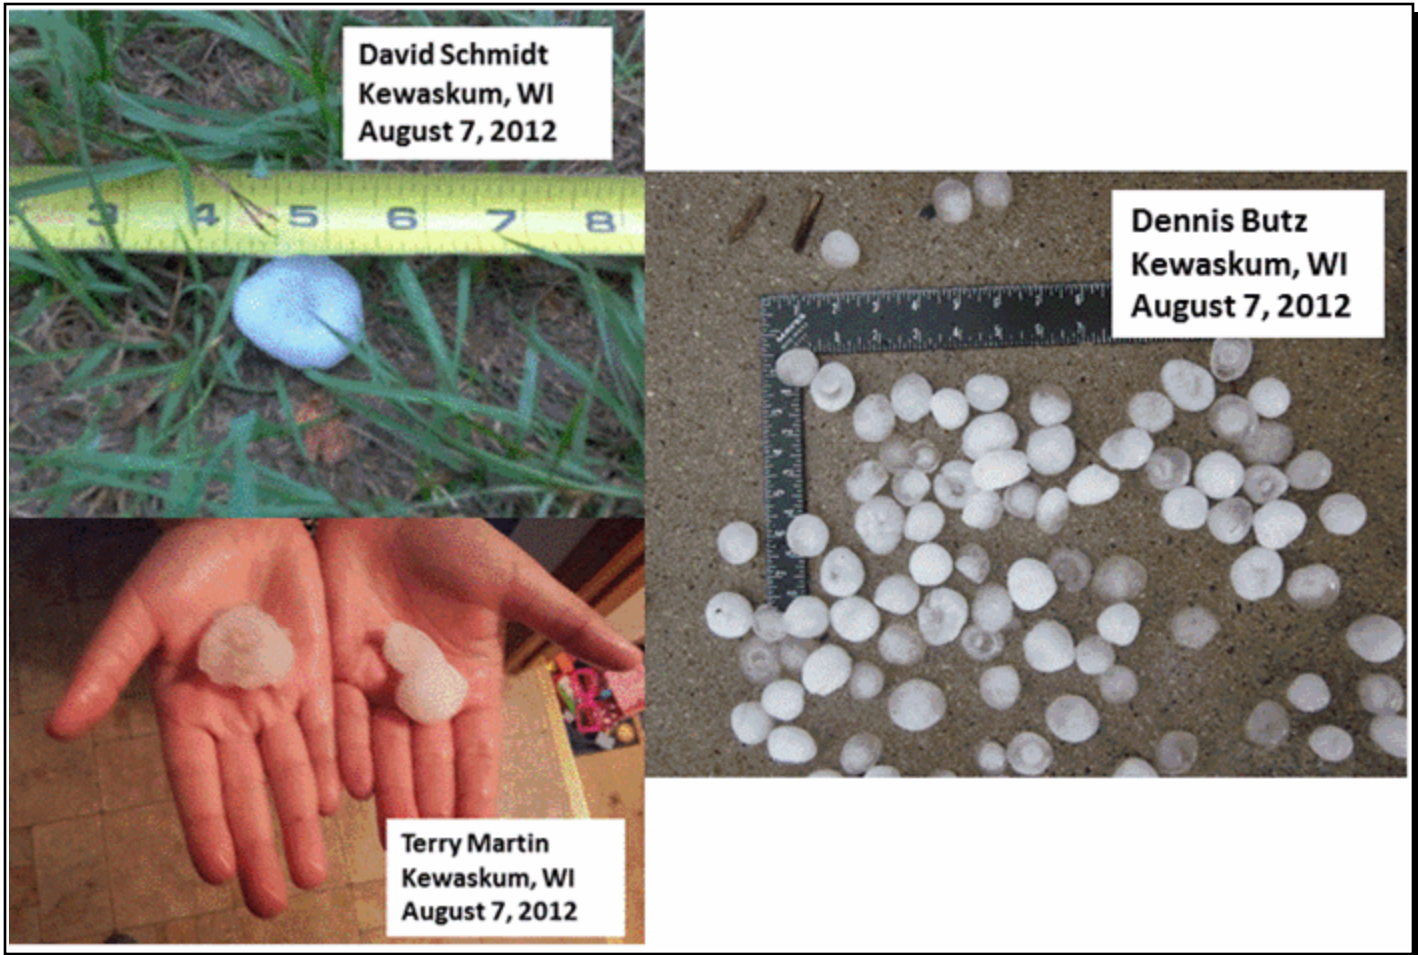 David Schmidt
Kewaskum, WI
August 7, 2012
3 4 5 6 7 8
Dennis Butz
Kewaskum, WI
August 7, 2012
Terry Martin
Kewaskum, WI
August 7, 2012